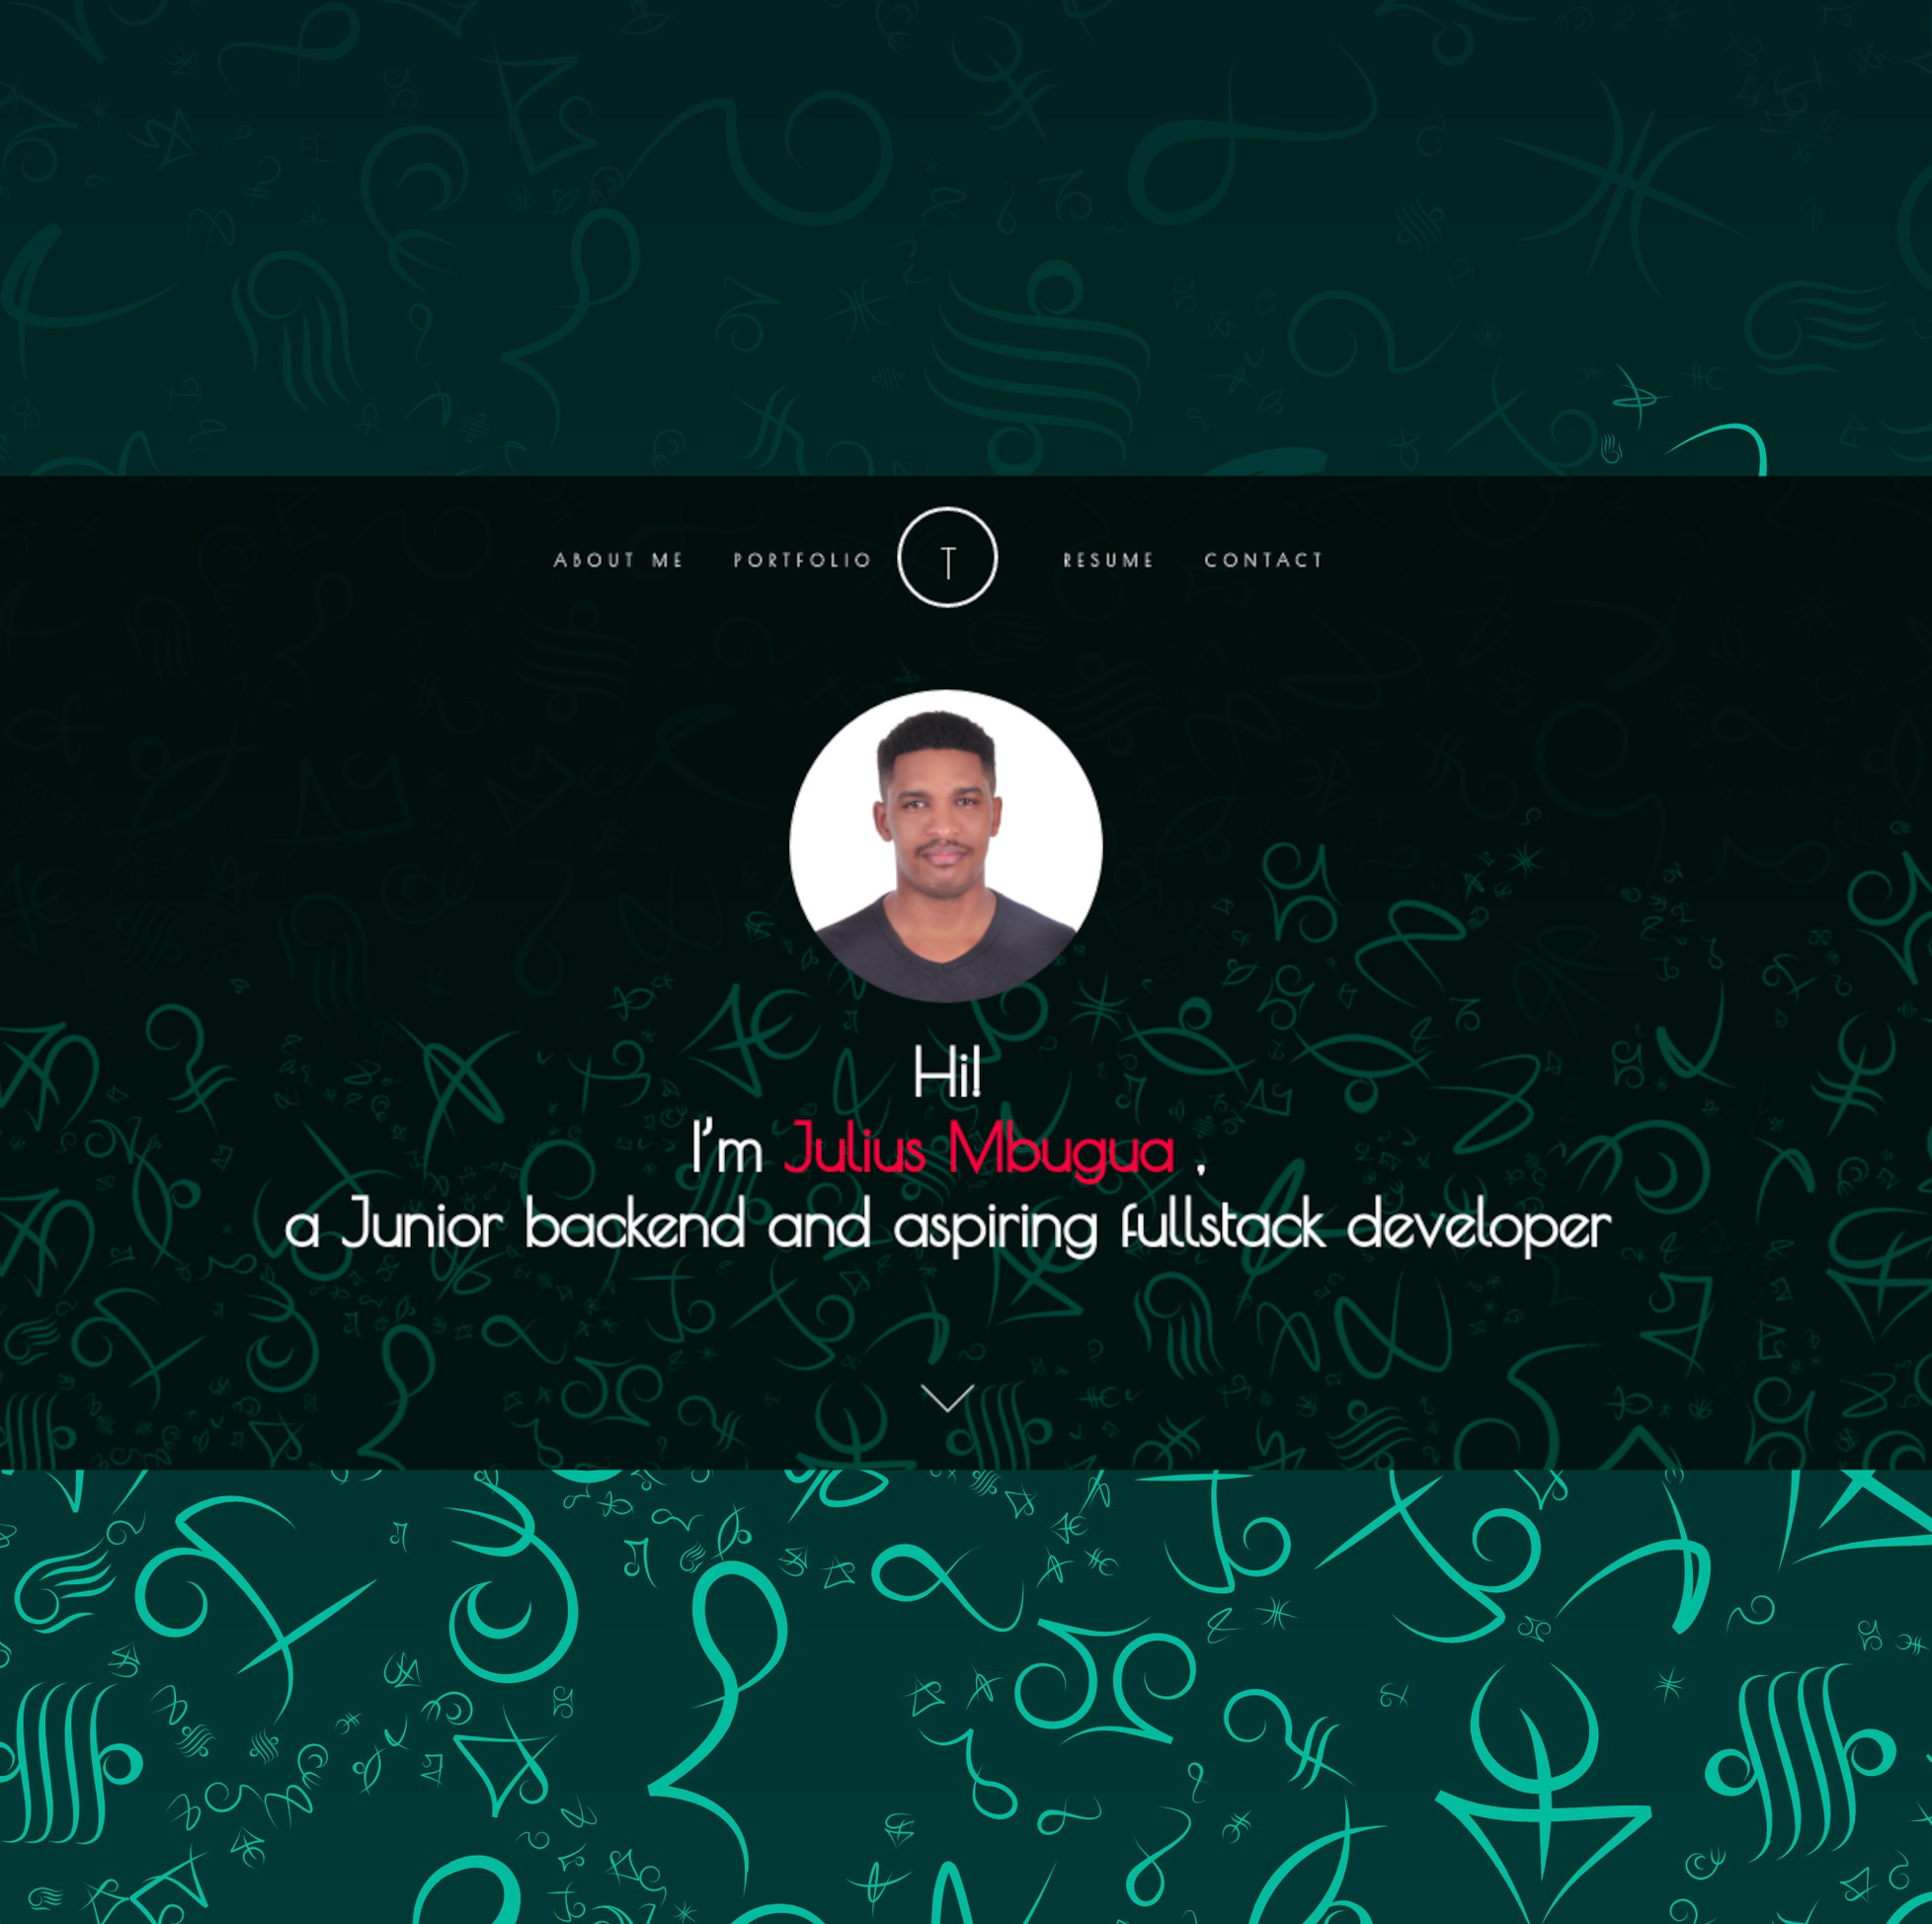 ABOUT ME PORTFOLIO T RESUME CONTACT
Hi!
I'm Julius Mbugua ,
a Junior backend and aspiring fullstack developer